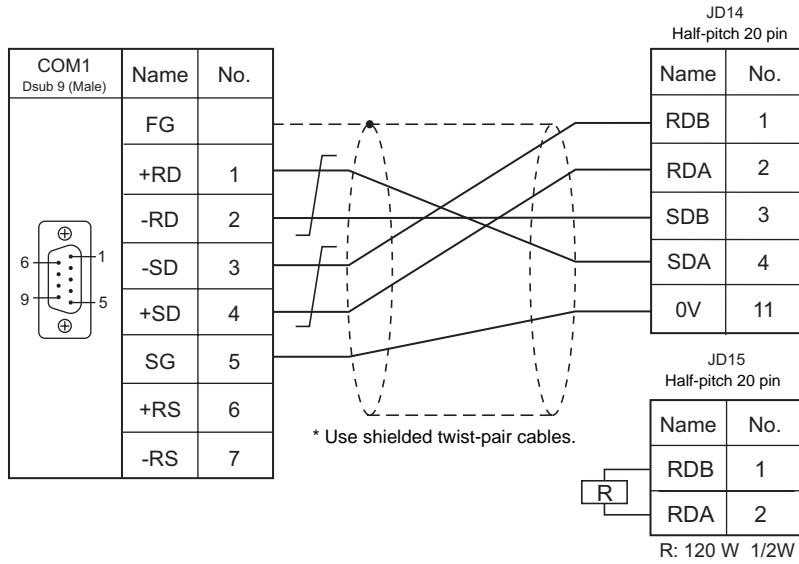 JD14
Half-pitch 20 pin
COM1
Dsub 9 (Male)
Name No.
FG
+RD 1
-RD 2
-SD 3
+SD 4
SG 5
+RS 6
-RS 7
6 1
9 5
Name No.
RDB 1
RDA 2
SDB 3
SDA 4
0V 11
* Use shielded twist-pair cables.
JD15
Half-pitch 20 pin
Name No.
RDB 1
RDA 2
R
R: 120 W 1/2W